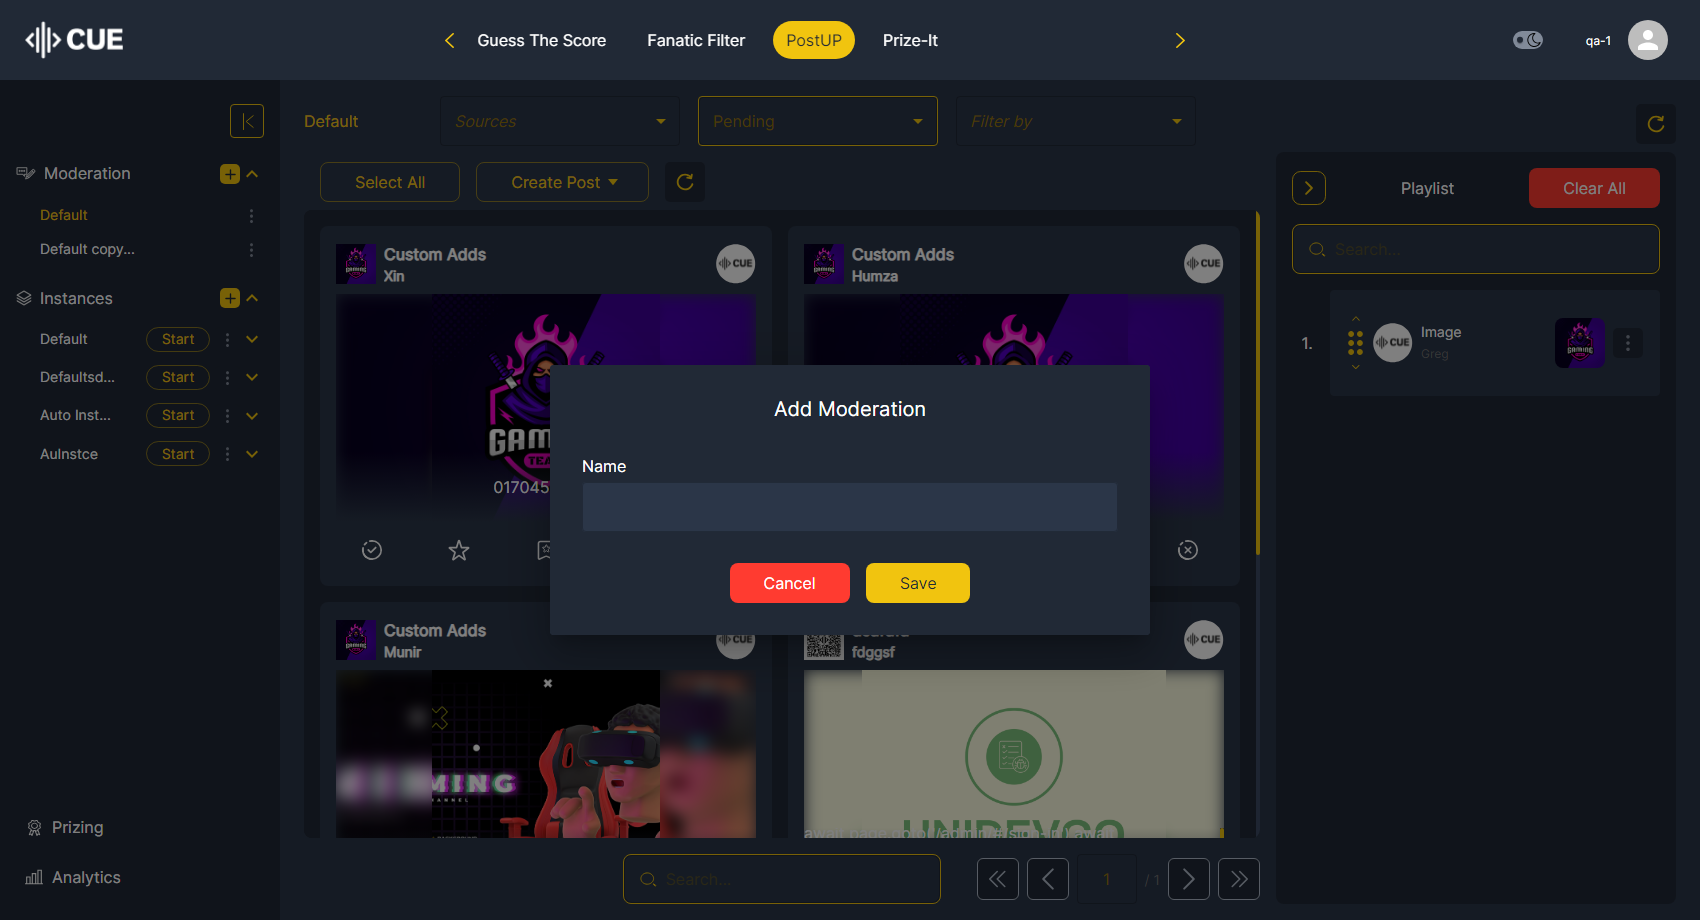 CUE
Guess The Score
Fanatic Filter
PostUP
Prize-It
qa-1
Default
Sources
Pending
Filter by
Moderation
Default
Default copy...
Instances
Default
Start
Defaultsd...
Start
Auto Inst...
Start
AuInstce
Start
Prizing
Analytics
Select All
Create Post
Custom Adds
Xin
CUE
GAM
TEA
017045
Custom Adds
Humza
CUE
Add Moderation
Name
Cancel
Save
Custom Adds
Munir
CUE
MING
fdggsf
CUE
Search...
1
/ 1
Playlist
Clear All
Search...
1.
CUE
Image
Greg
GAMING